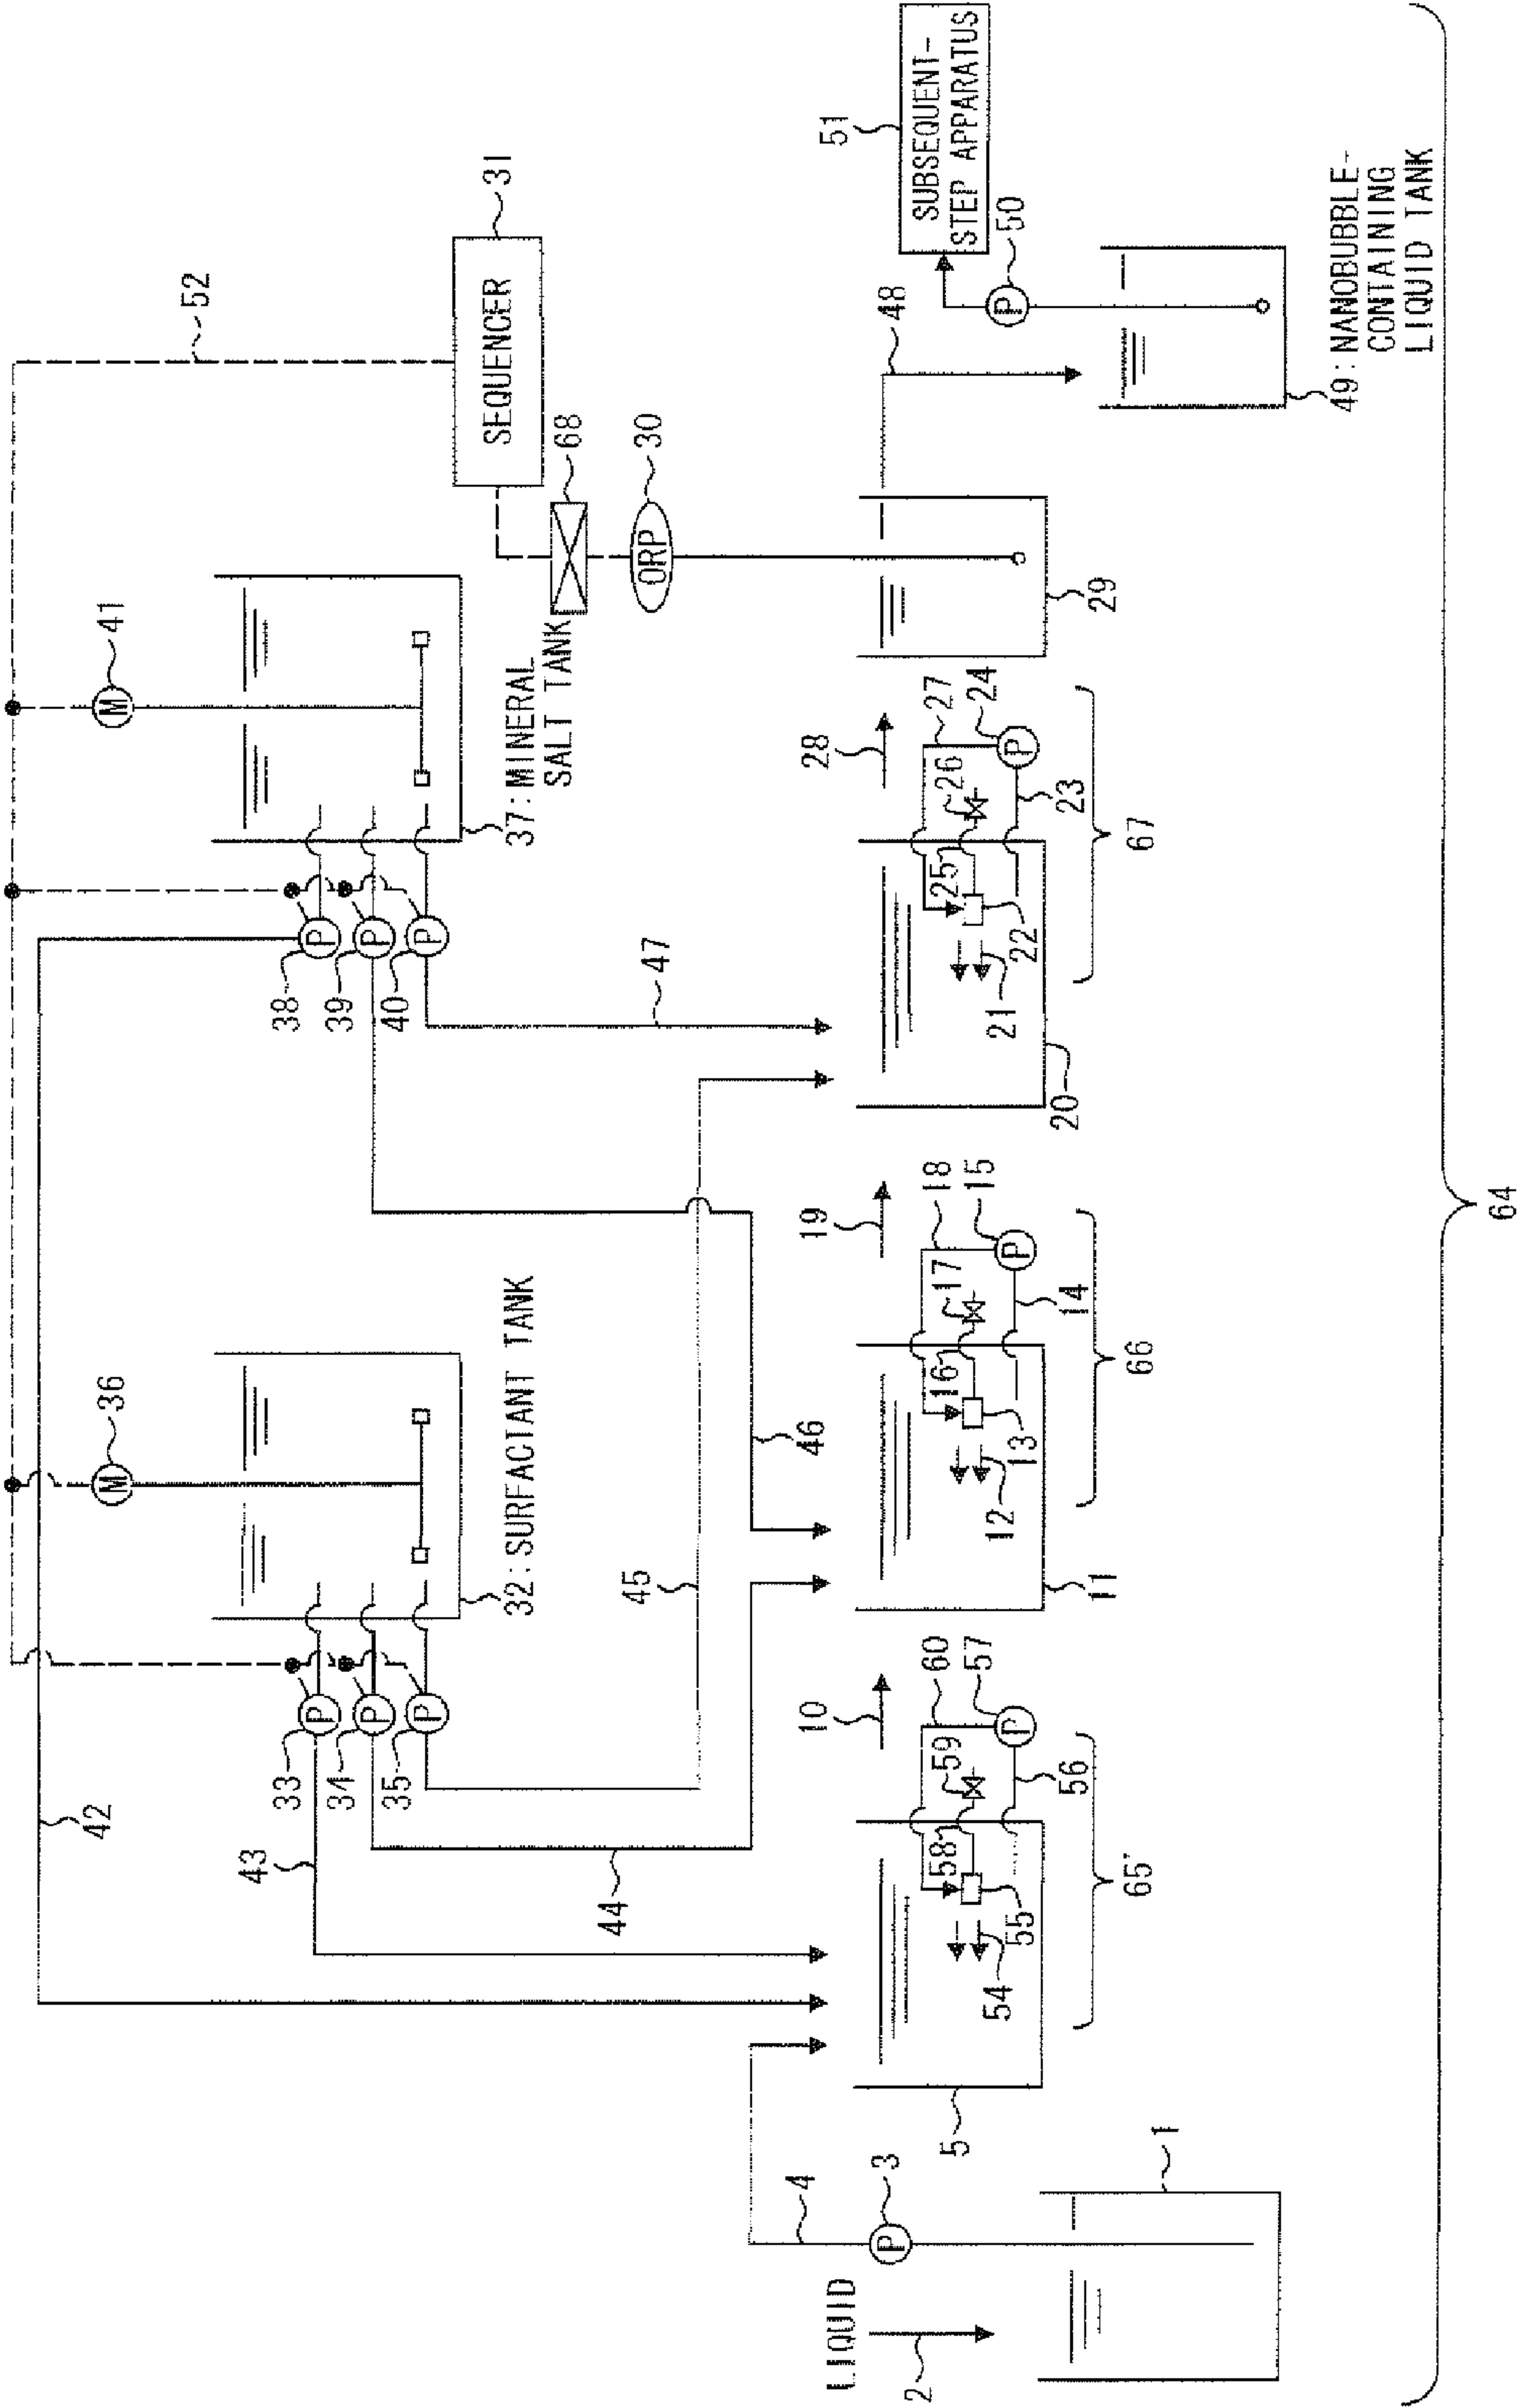 52
41
SEQUENCER
31
M
36
M
42
38
P
39
P
40
P
37: MINERAL
SALT TANK
68
ORP
30
33
P
34
P
35
P
32: SURFACTANT TANK
43
44
45
46
47
48
51
SUBSEQUENT-
STEP APPARATUS
P
50
49: NANOBUBBLE-
CONTAINING
LIQUID TANK
LIQUID
2
4
P
3
1
5
10
60
57
P
59
58
56
55
54
65'
19
18
15
P
17
16
14
13
12
11
66
28
27
24
P
26
25
23
22
21
20
67
29
64